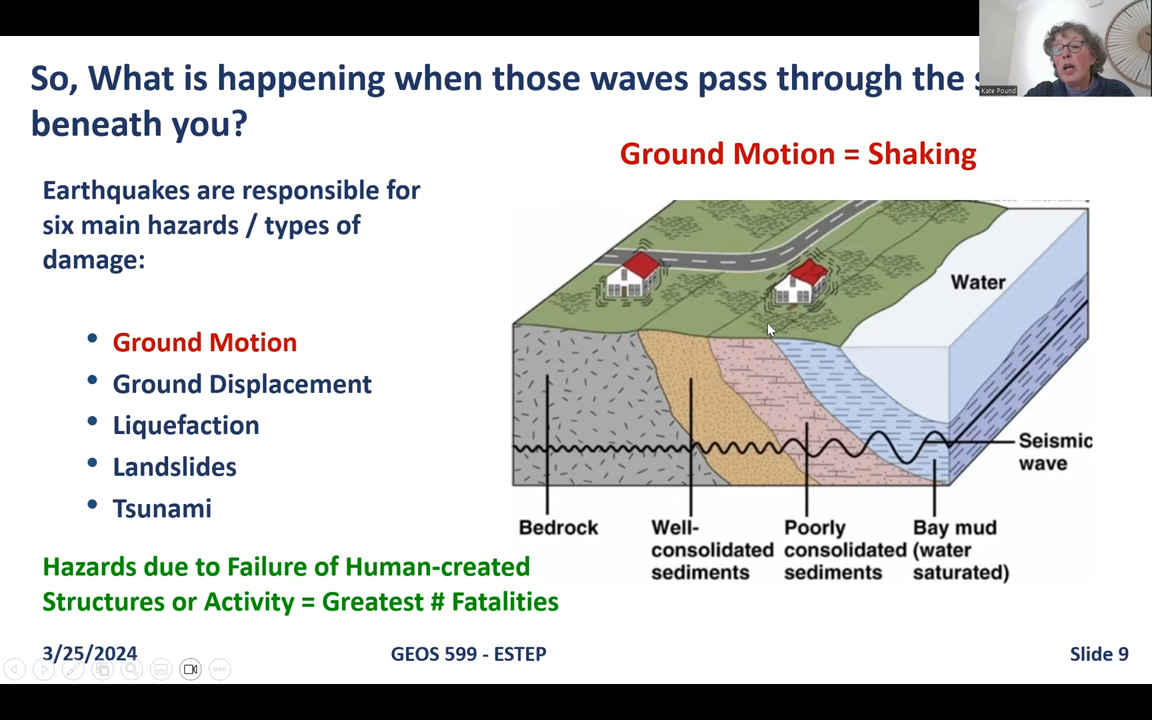 So, What is happening when those waves pass through the
beneath you?
Kate Pound
Ground Motion = Shaking
Earthquakes are responsible for
six main hazards / types of
damage:
• Ground Motion
• Ground Displacement
• Liquefaction
• Landslides
• Tsunami
Hazards due to Failure of Human-created
Structures or Activity = Greatest # Fatalities
Water
Seismic
wave
Bedrock
Well-
consolidated
sediments
Poorly
consolidated
sediments
Bay mud
(water
saturated)
3/25/2024
GEOS 599 - ESTEP
Slide 9